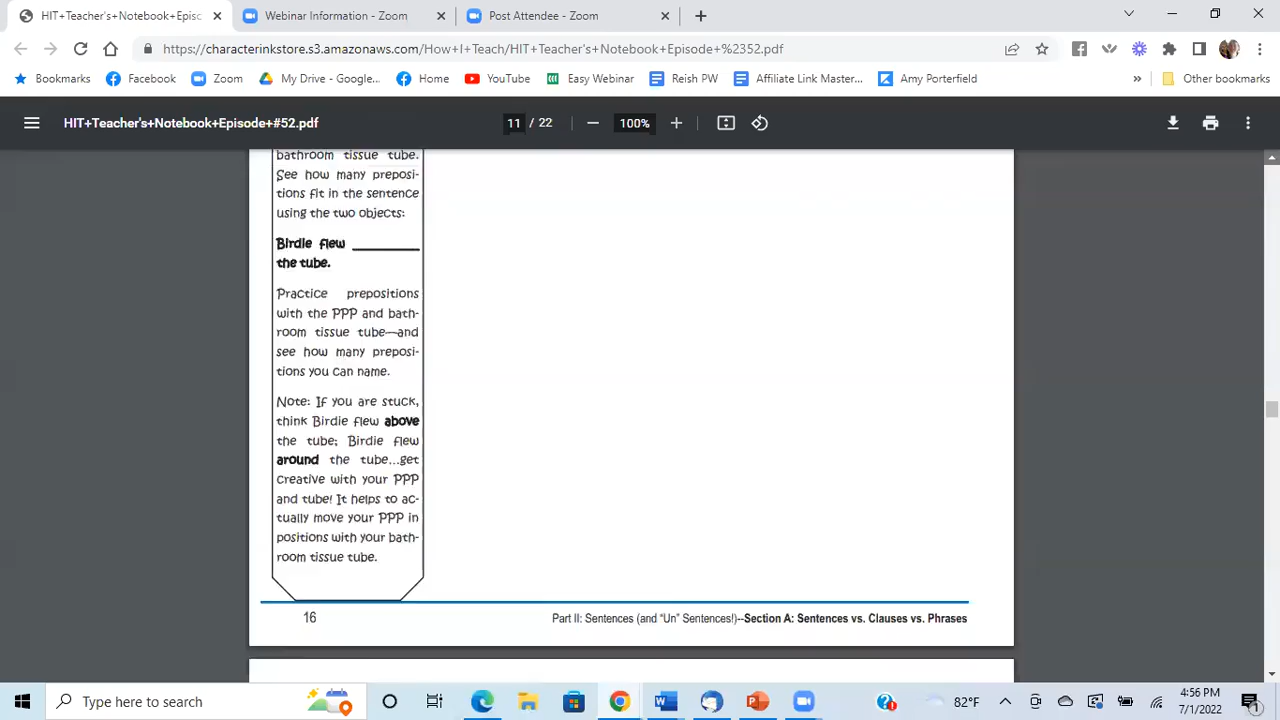 HIT+Teacher's+Notebook+Episc
Webinar Information - Zoom
Post Attendee - Zoom
https://characterinkstore.s3.amazonaws.com/How+I+Teach/HIT+Teacher's+Notebook+Episode+%2352.pdf
Bookmarks
Facebook
Zoom
My Drive - Google...
Home
YouTube
Easy Webinar
Reish PW
Affiliate Link Master...
Amy Porterfield
»
Other bookmarks
HIT+Teacher's+Notebook+Episode+#52.pdf
11 / 22
100%
bathroom tissue tube.
See how many preposi-
tions fit in the sentence
using the two objects:
Birdie flew ________
the tube.
Practice prepositions
with the PPP and bath-
room tissue tube—and
see how many preposi-
tions you can name.
Note: If you are stuck,
think Birdie flew above
the tube; Birdie flew
around the tube...get
creative with your PPP
and tube! It helps to ac-
tually move your PPP in
positions with your bath-
room tissue tube.
16
Part II: Sentences (and "Un" Sentences!)--Section A: Sentences vs. Clauses vs. Phrases
Type here to search
82°F
4:56 PM
7/1/2022